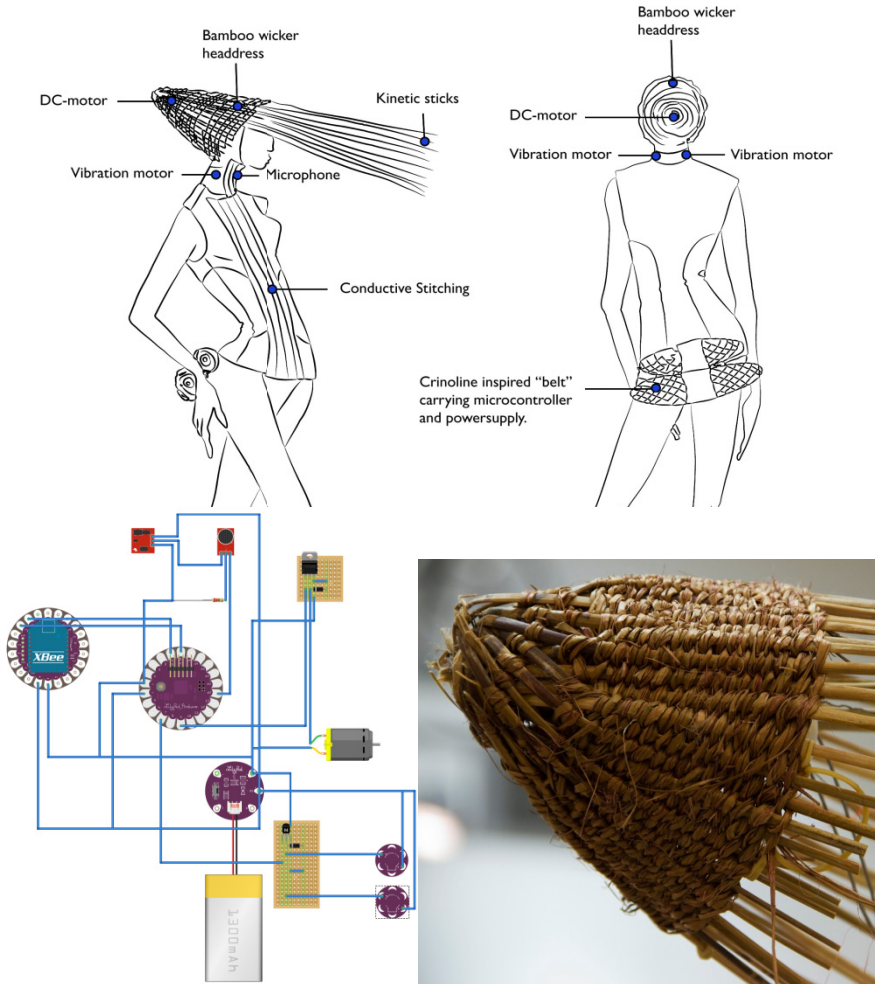 Bamboo wicker
headdress
DC-motor
Kinetic sticks
Vibration motor
Microphone
Conductive Stitching
Bamboo wicker
headdress
DC-motor
Vibration motor
Vibration motor
Crinoline inspired “belt”
carrying microcontroller
and powersupply.
XBee
1300mAh